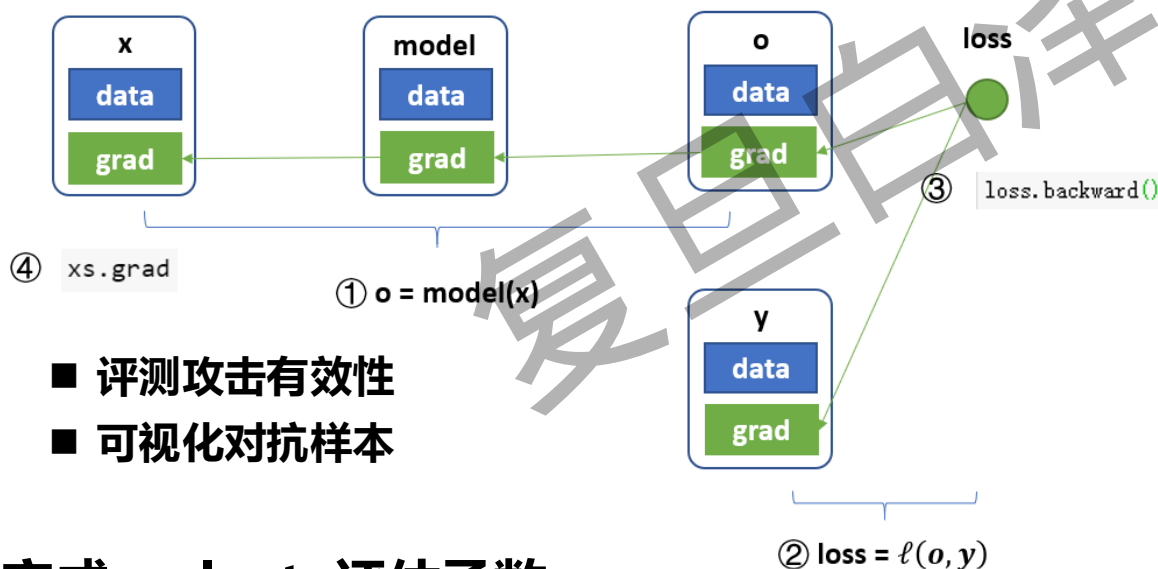 x
data
grad
model
data
grad
o
data
grad
loss
③ loss.backward()
④ xs.grad
① o = model(x)
■ 评测攻击有效性
■ 可视化对抗样本
y
data
grad
② loss = ℓ(o, y)
复旦白泽